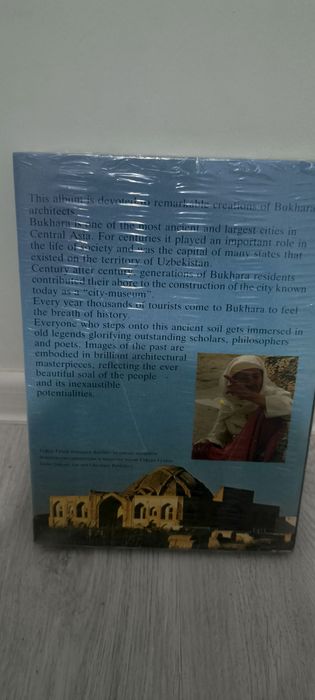 This album is devoted to remarkable creations of Bukhara
architects.
Bukhara is one of the most ancient and largest cities in
Central Asia. For centuries it played an important role in
the life of society and as the capital of many states that
existed on the territory of Uzbekistan.
Century after century generations of Bukhara residents
contributed their abore to the construction of the city known
today as a "city-museum".
Every year thousands of tourists come to Bukhara to feel
the breath of history.
Everyone who steps onto this ancient soil gets immersed in
old legends glorifying outstanding scholars, philosophers
and poets. Images of the past are
embodied in brilliant architectural
masterpieces, reflecting the ever
beautiful soal of the people -
and its inexaustible
potentialities.